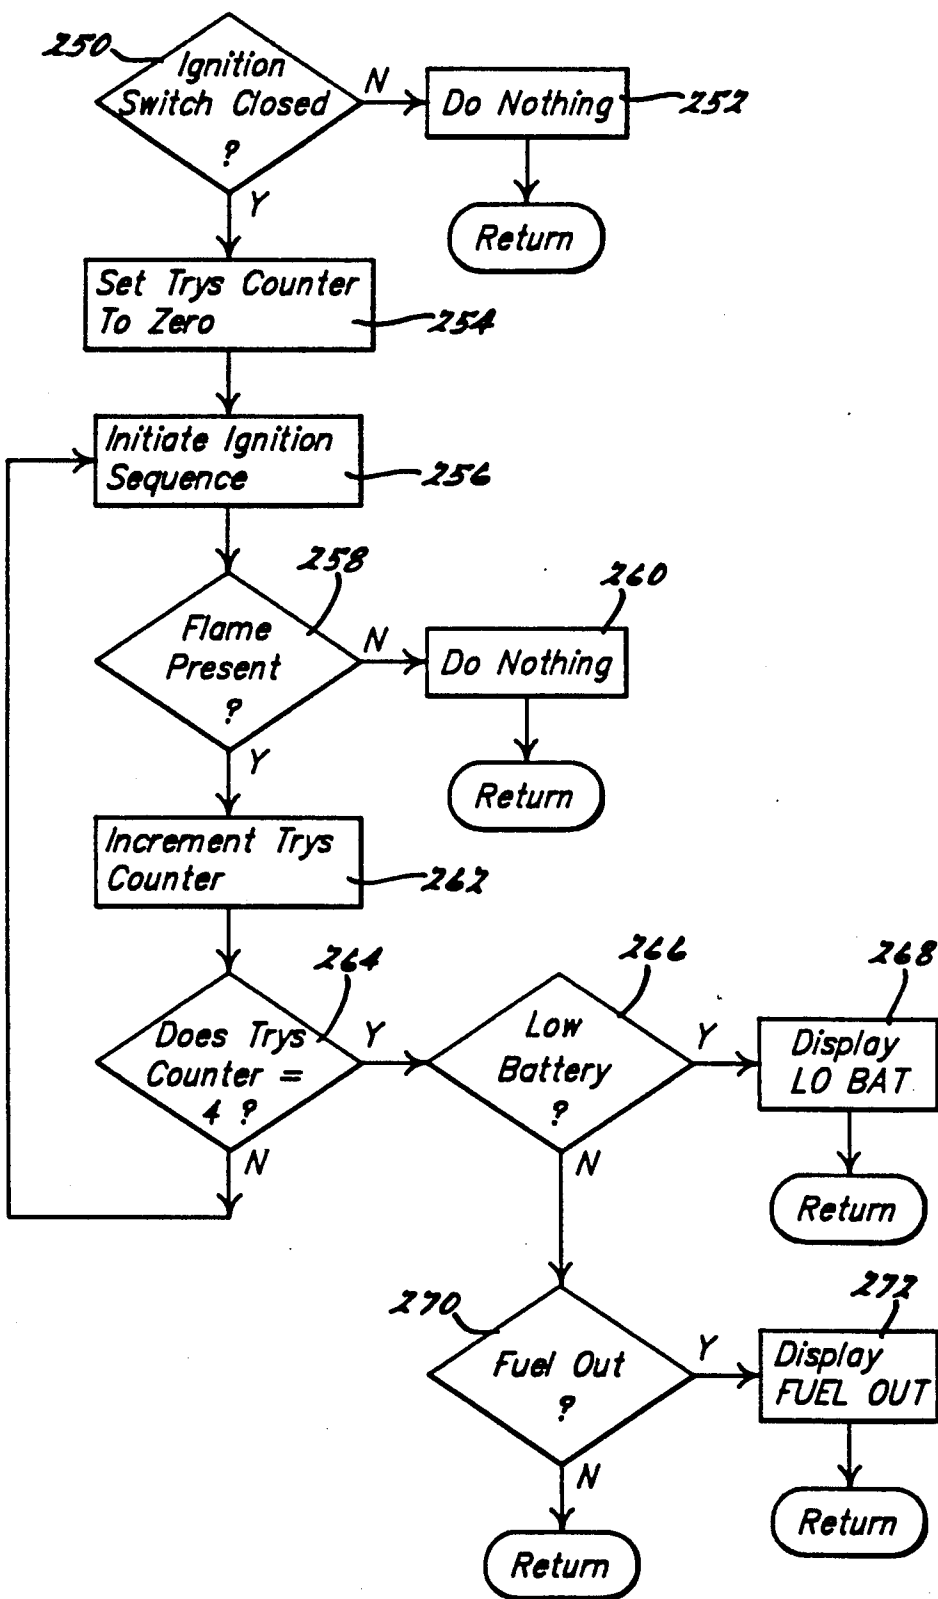 250
Ignition
Switch Closed
?
N
Do Nothing
252
Y
Return
Set Trys Counter
To Zero
254
Initiate Ignition
Sequence
256
258
Flame
Present
?
N
260
Do Nothing
Y
Return
Increment Trys
Counter
262
264
Does Trys
Counter =
4 ?
Y
N
266
Low
Battery
?
Y
N
268
Display
LO BAT
Return
270
Fuel Out
?
Y
N
272
Display
FUEL OUT
Return
Return